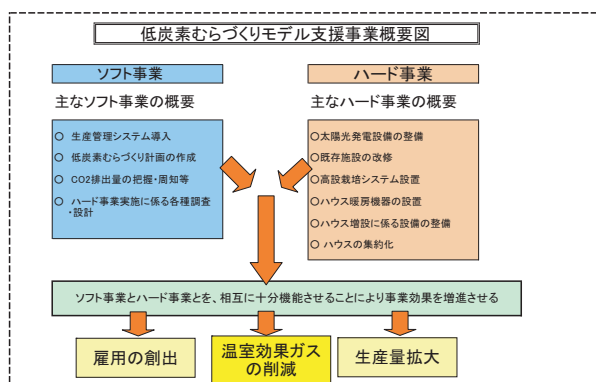 低炭素むらづくりモデル支援事業概要図
ソフト事業
主なソフト事業の概要
○ 生産管理システム導入
○ 低炭素むらづくり計画の作成
○ CO2排出量の把握・周知等
○ ハード事業実施に係る各種調査
・設計
ハード事業
主なハード事業の概要
○太陽光発電設備の整備
○既存施設の改修
○高設栽培システム設置
○ハウス暖房機器の設置
○ハウス増設に係る設備の整備
○ ハウスの集約化
ソフト事業とハード事業とを、相互に十分機能させることにより事業効果を増進させる
雇用の創出
温室効果ガス
の削減
生産量拡大